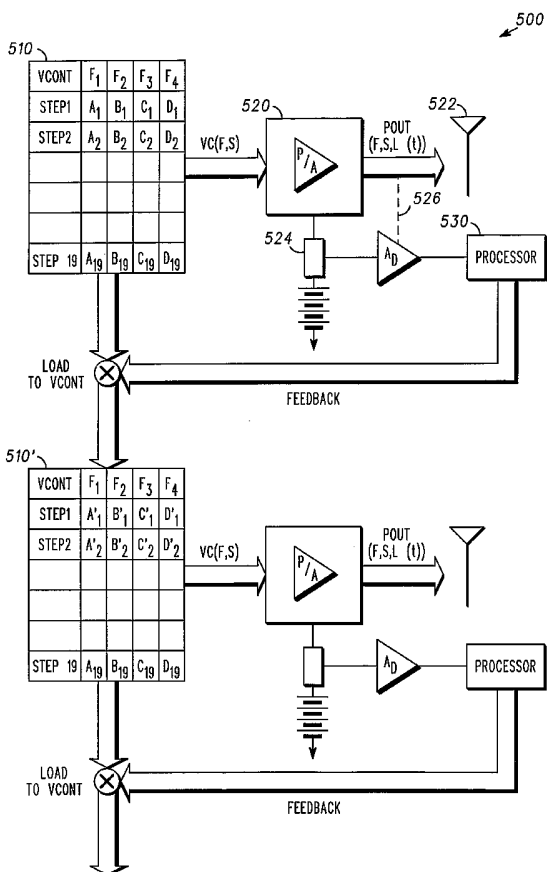 500
510
VCONT F1 F2 F3 F4
STEP1 A1 B1 C1 D1
STEP2 A2 B2 C2 D2
STEP 19 A19 B19 C19 D19
VC(F,S)
520
P/A
POUT
(F,S,L (t))
522
526
524
AD
530
PROCESSOR
LOAD
TO VCONT
FEEDBACK
510'
VCONT F1 F2 F3 F4
STEP1 A'1 B'1 C'1 D'1
STEP2 A'2 B'2 C'2 D'2
STEP 19 A19 B19 C19 D19
VC(F,S)
P/A
POUT
(F,S,L (t))
AD
PROCESSOR
LOAD
TO VCONT
FEEDBACK